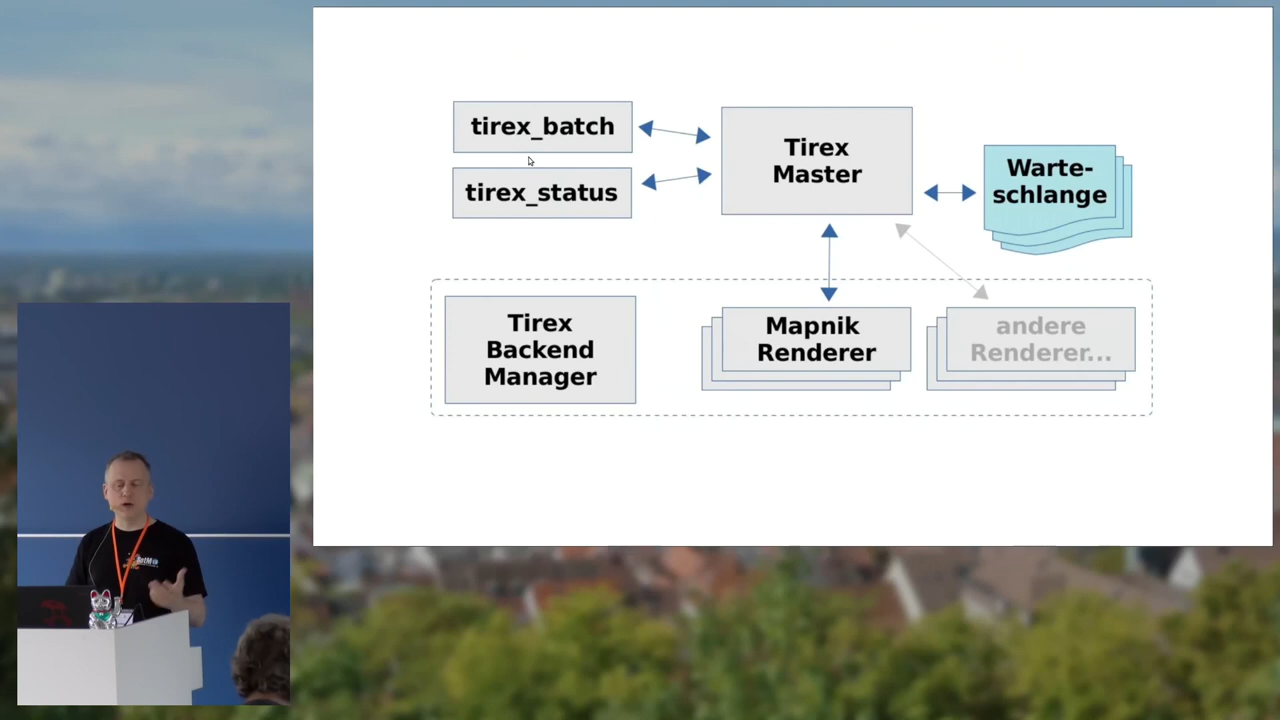 tirex_batch
tirex_status
Tirex
Master
Warte-
schlange
Tirex
Backend
Manager
Mapnik
Renderer
andere
Renderer...